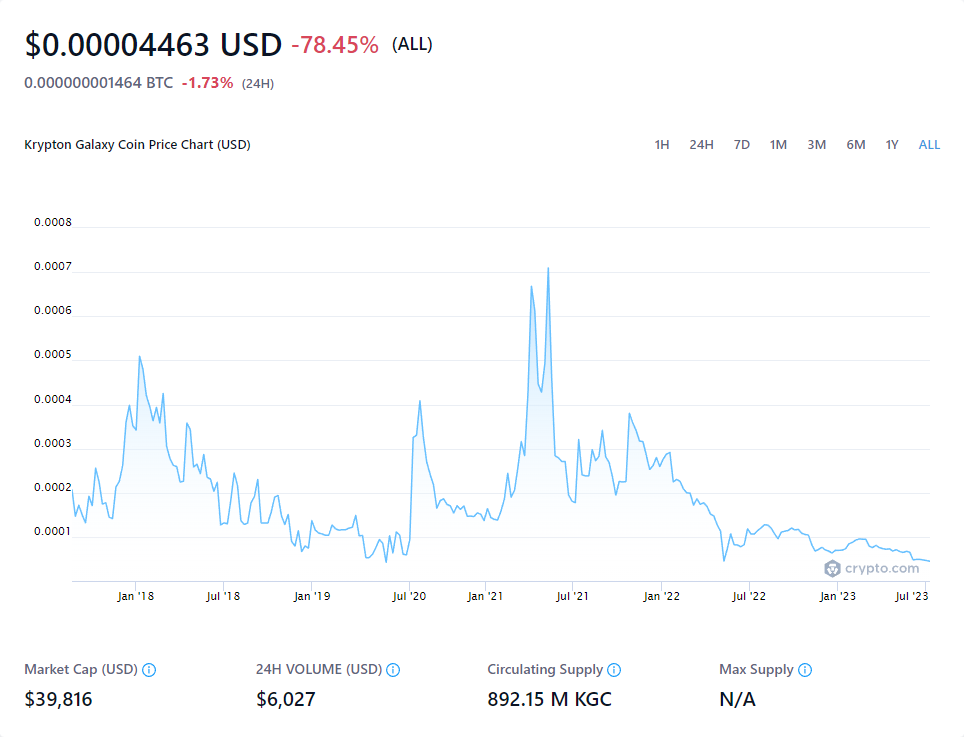 $0.00004463 USD -78.45% (ALL)
0.000000001464 BTC -1.73% (24H)
Krypton Galaxy Coin Price Chart (USD) 1H 24H 7D 1M 3M 6M 1Y ALL
0.0008
0.0007
0.0006
0.0005
0.0004
0.0003
0.0002
0.0001
crypto.com
Jan '18 Jul '18 Jan '19 Jul '20 Jan '21 Jul '21 Jan '22 Jul '22 Jan '23 Jul '23
Market Cap (USD) 24H VOLUME (USD) Circulating Supply Max Supply
$39,816 $6,027 892.15 M KGC N/A